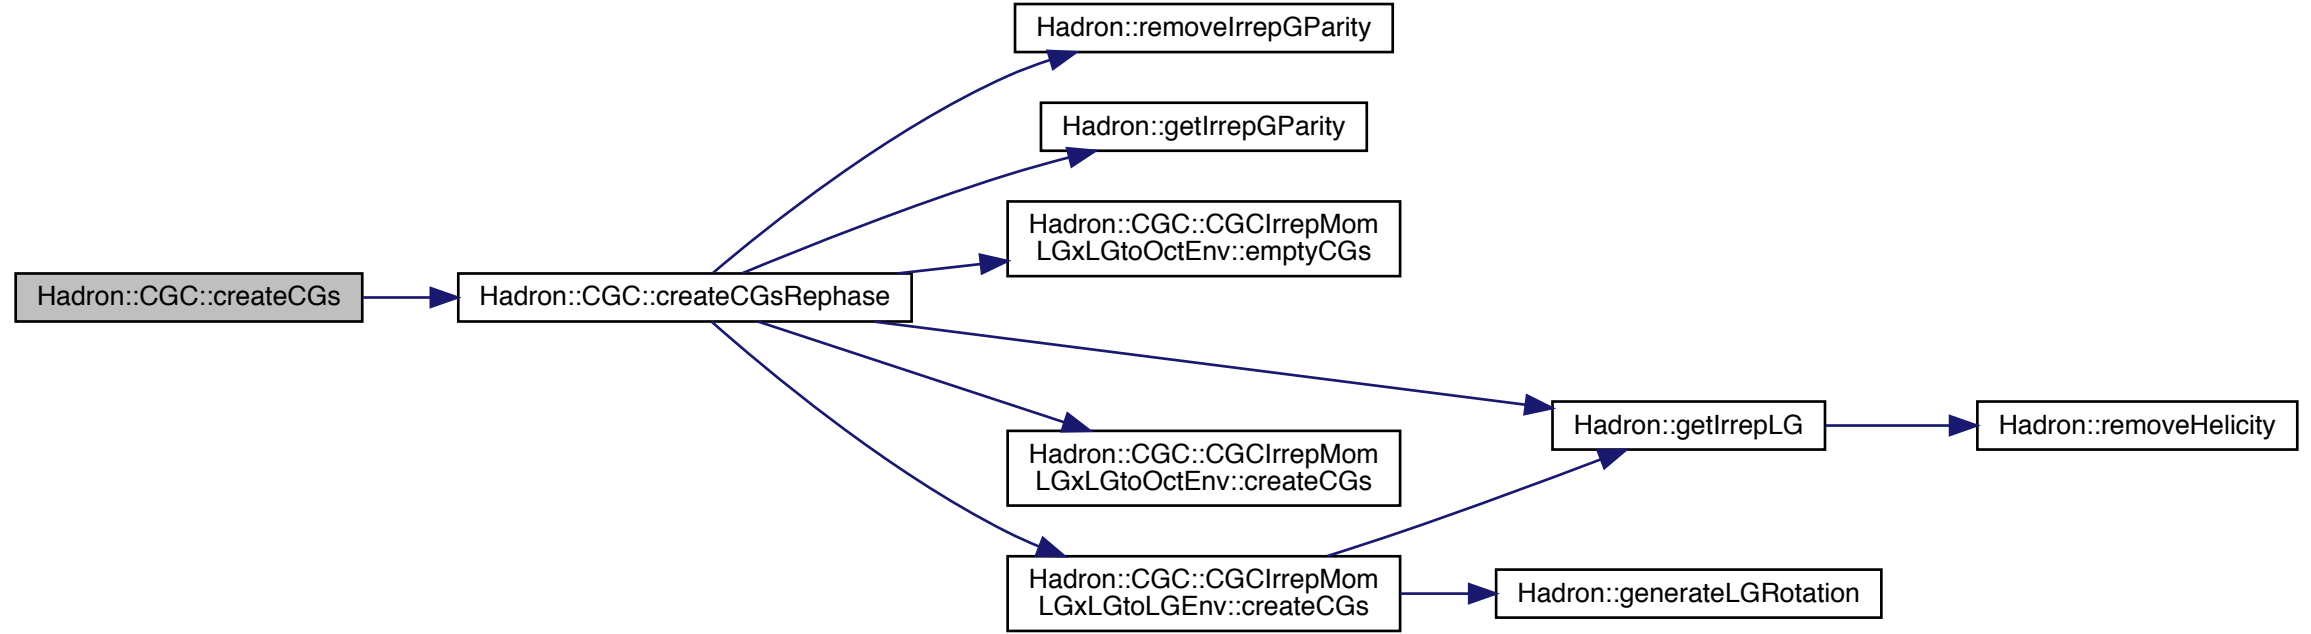 Hadron::removeIrrepGParity
Hadron::getIrrepGParity
Hadron::CGC::CGCIrrepMom
LGxLGtoOctEnv::emptyCGs
Hadron::CGC::createCGs
Hadron::CGC::createCGsRephase
Hadron::getIrrepLG
Hadron::removeHelicity
Hadron::CGC::CGCIrrepMom
LGxLGtoOctEnv::createCGs
Hadron::CGC::CGCIrrepMom
LGxLGtoLGEnv::createCGs
Hadron::generateLGRotation